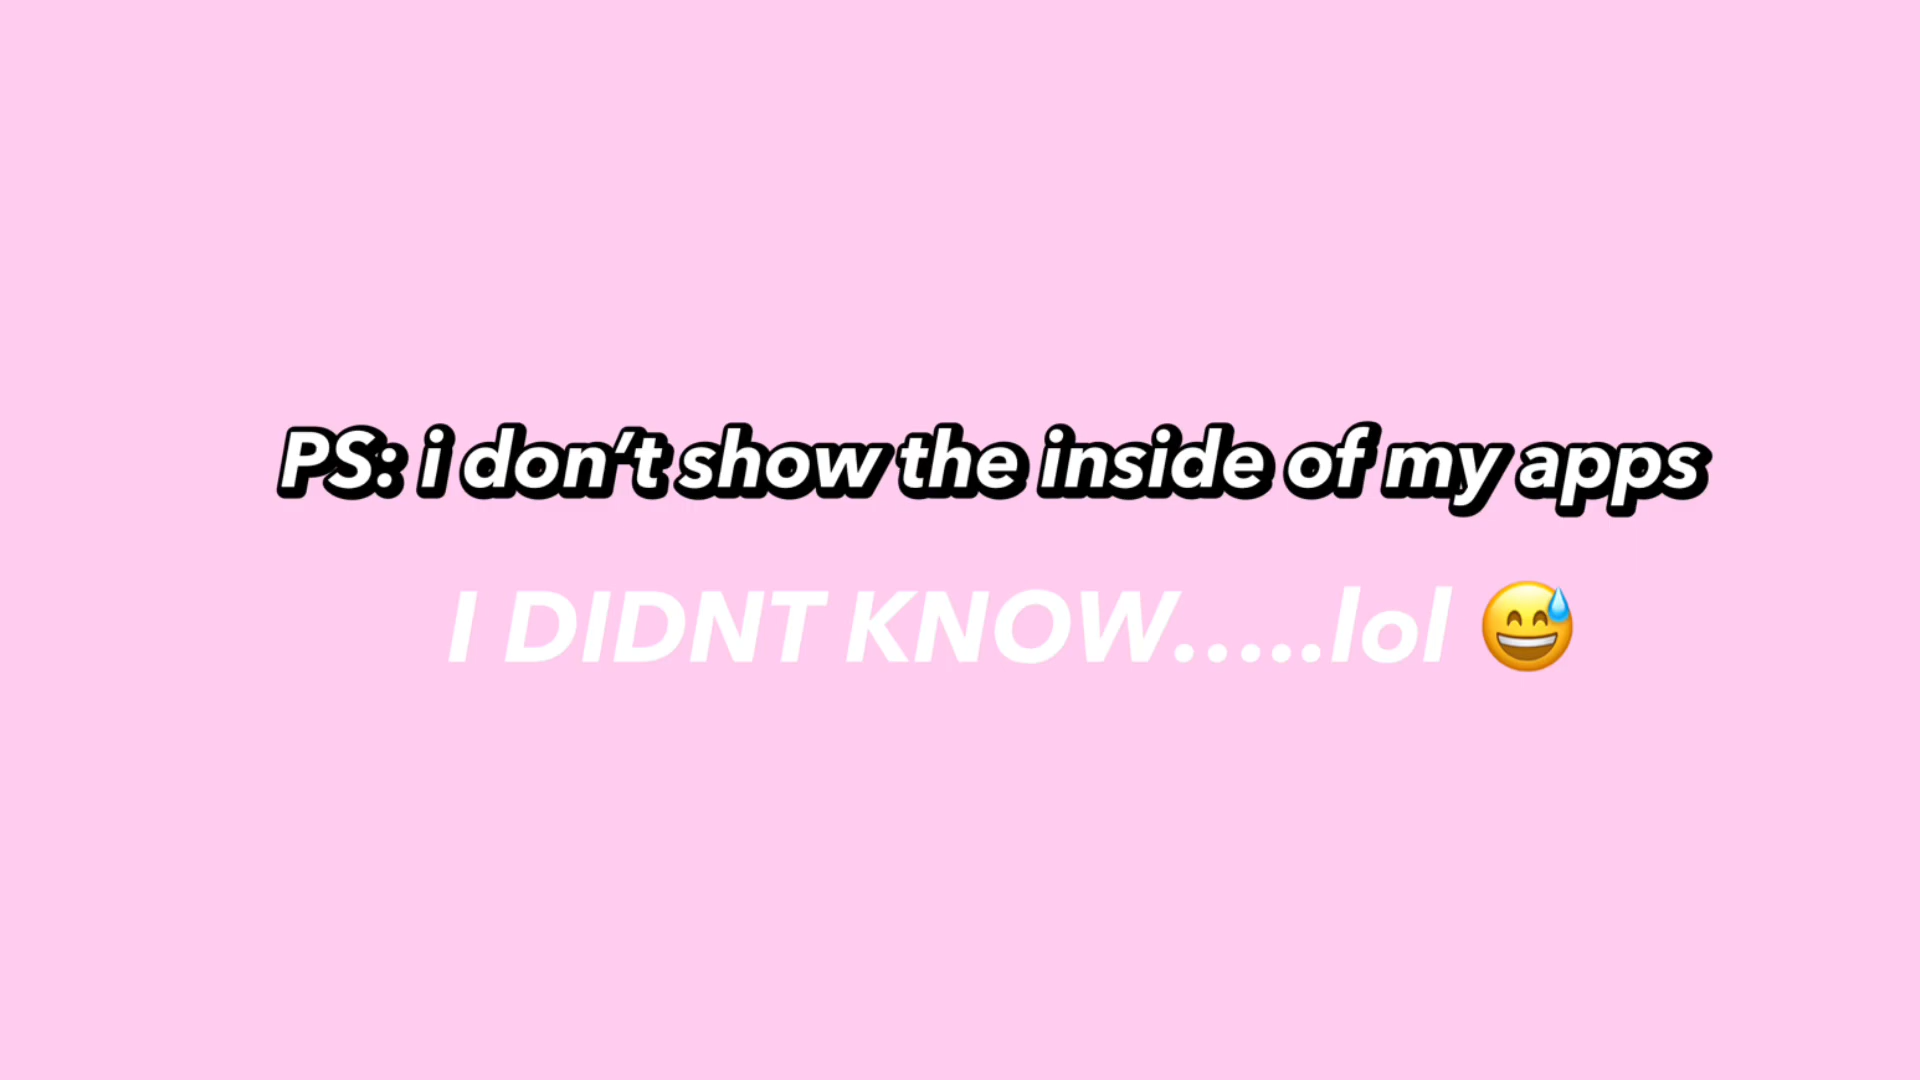 PS: i don’t show the inside of my apps
I DIDNT KNOW.....lol 😅